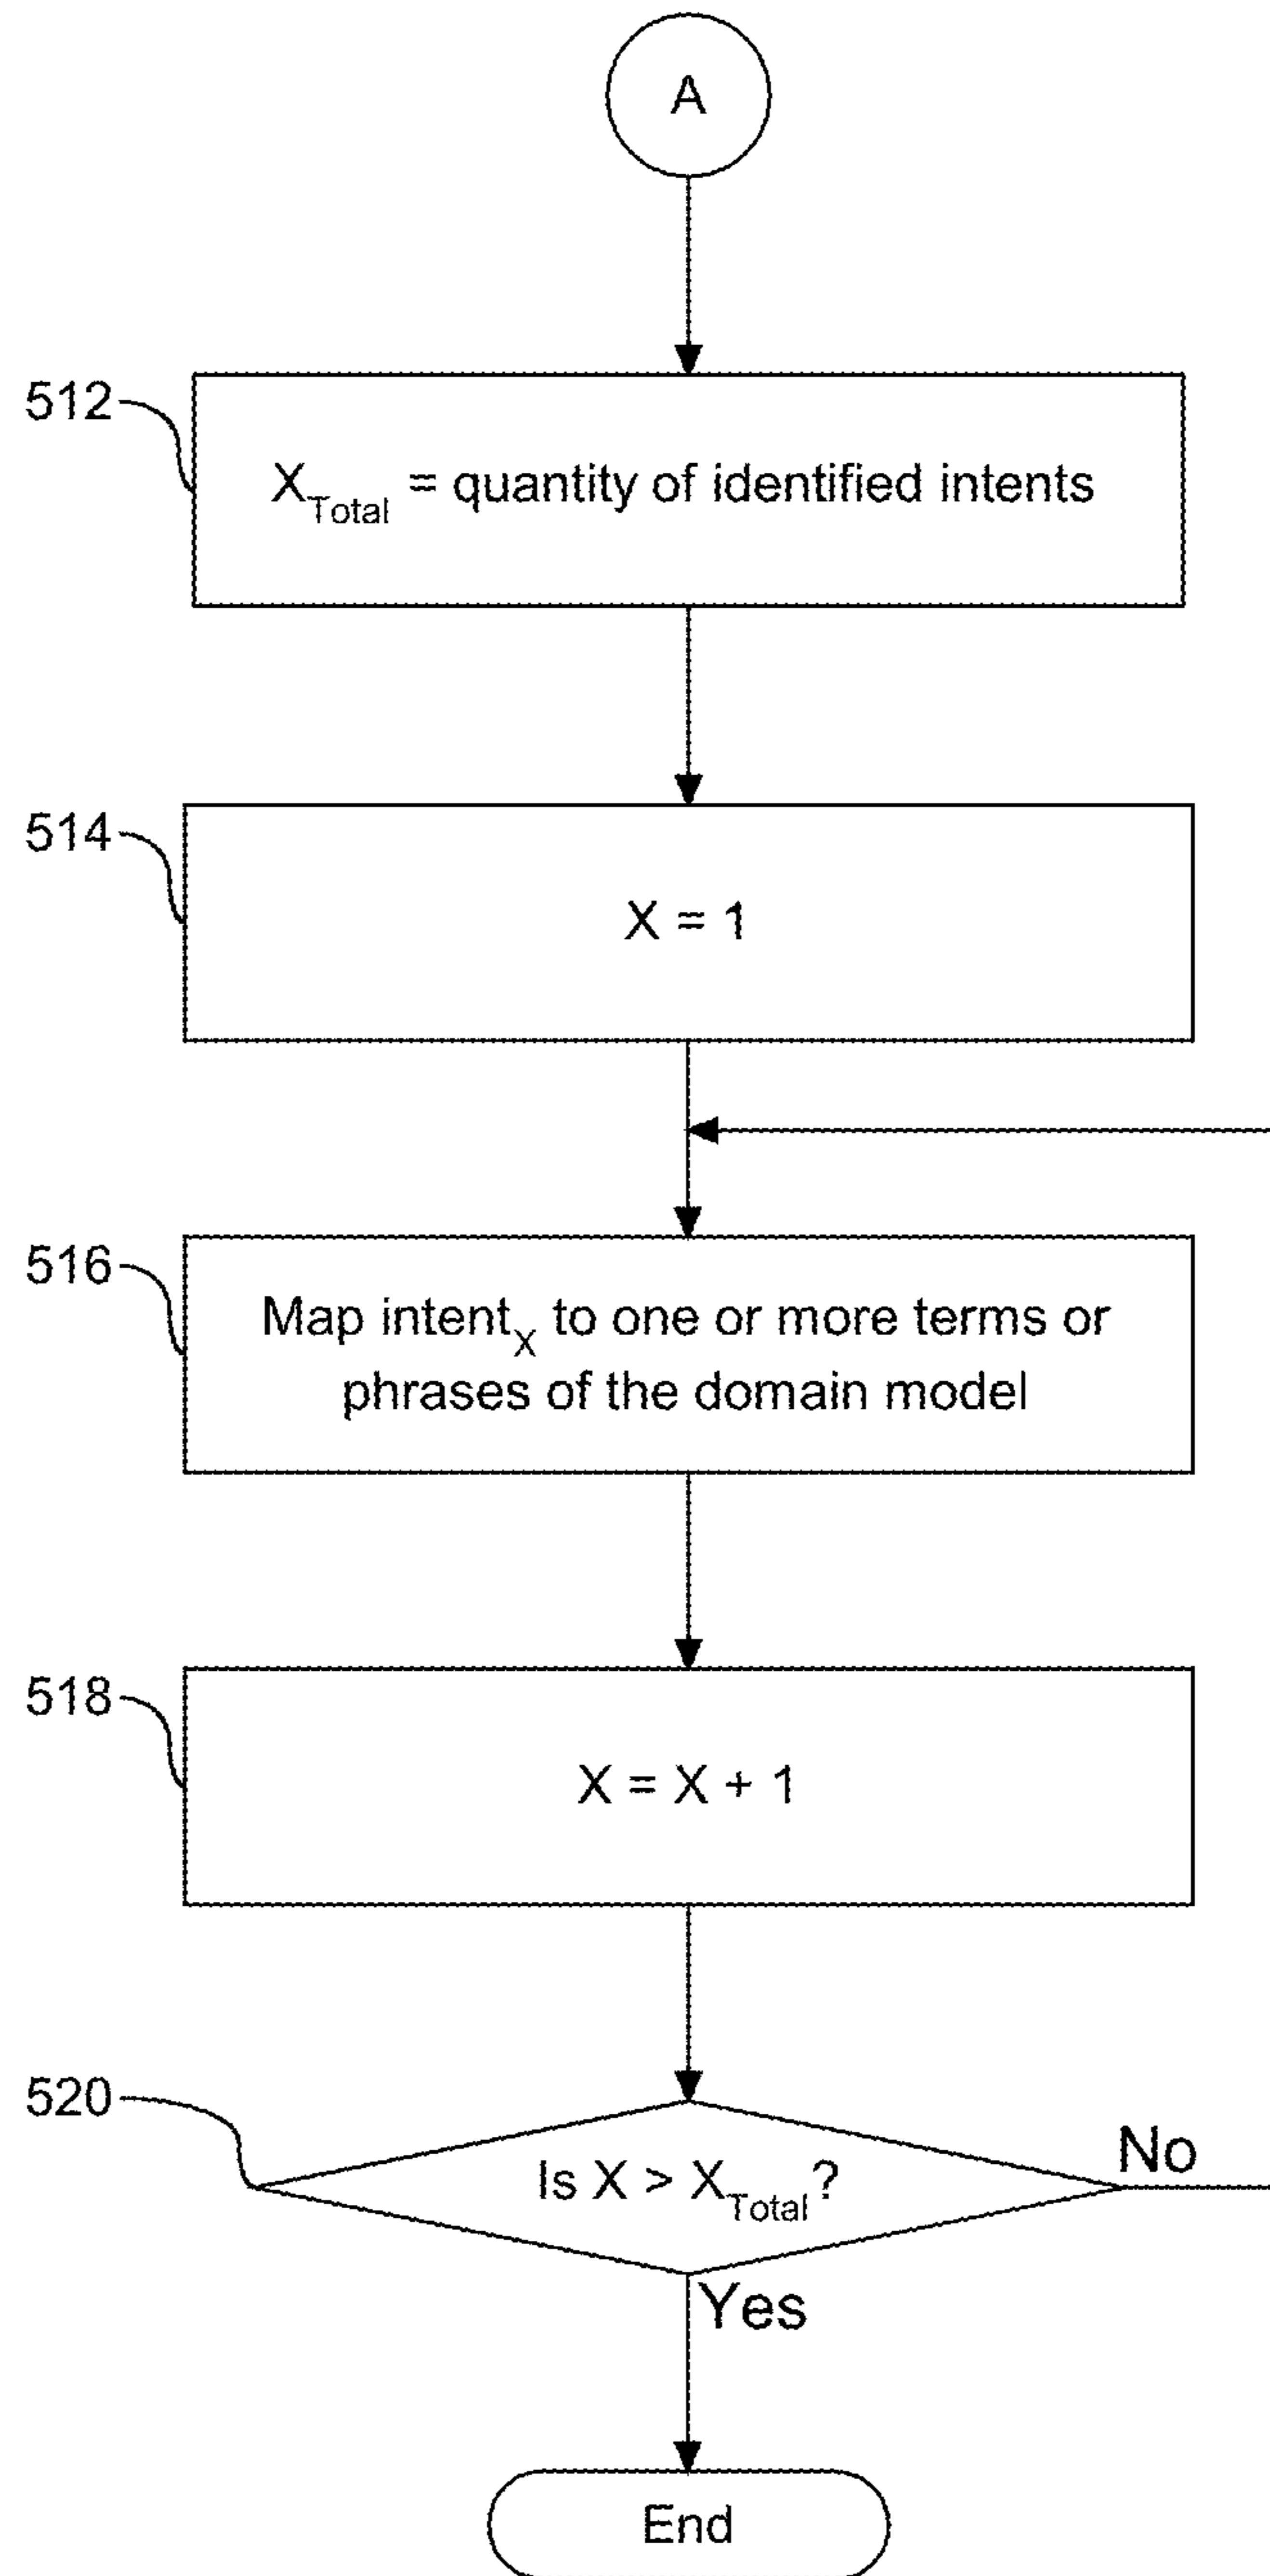 A
512
X_Total = quantity of identified intents
514
X = 1
516
Map intent_X to one or more terms or
phrases of the domain model
518
X = X + 1
520
Is X > X_Total?
No
Yes
End